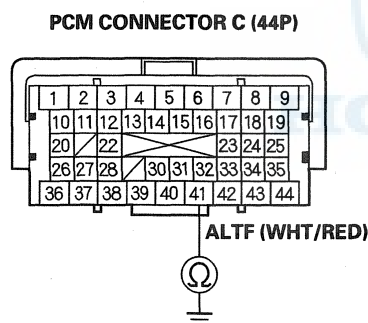 PCM CONNECTOR C (44P)
1 2 3 4 5 6 7 8 9
10 11 12 13 14 15 16 17 18 19
20 22 23 24 25
26 27 28 30 31 32 33 34 35
36 37 38 39 40 41 42 43 44
ALTF (WHT/RED)
Ω